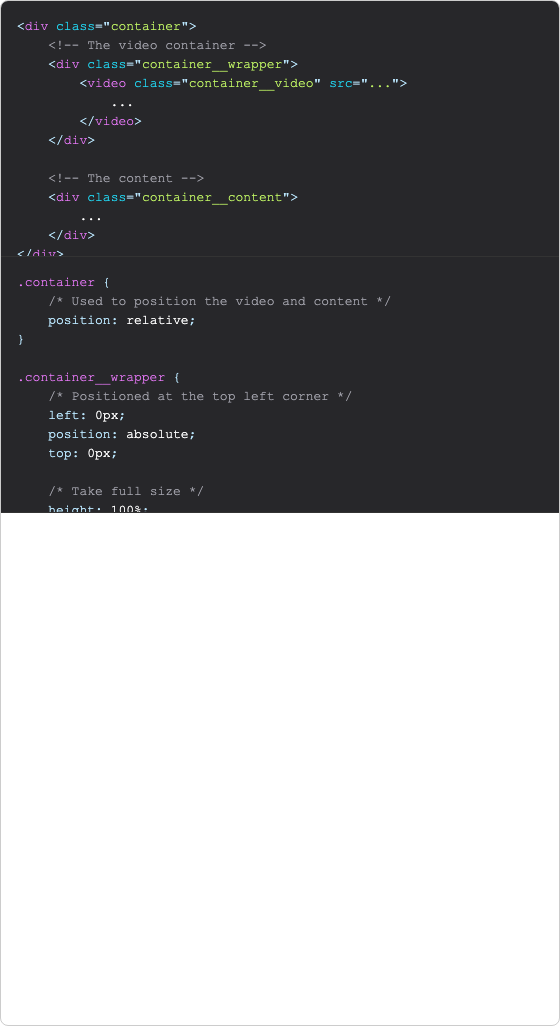 <div class="container">
    <!-- The video container -->
    <div class="container__wrapper">
        <video class="container__video" src="...">
            ...
        </video>
    </div>

    <!-- The content -->
    <div class="container__content">
        ...
    </div>
</div>
.container {
    /* Used to position the video and content */
    position: relative;
}

.container__wrapper {
    /* Positioned at the top left corner */
    left: 0px;
    position: absolute;
    top: 0px;

    /* Take full size */
    height: 100%;